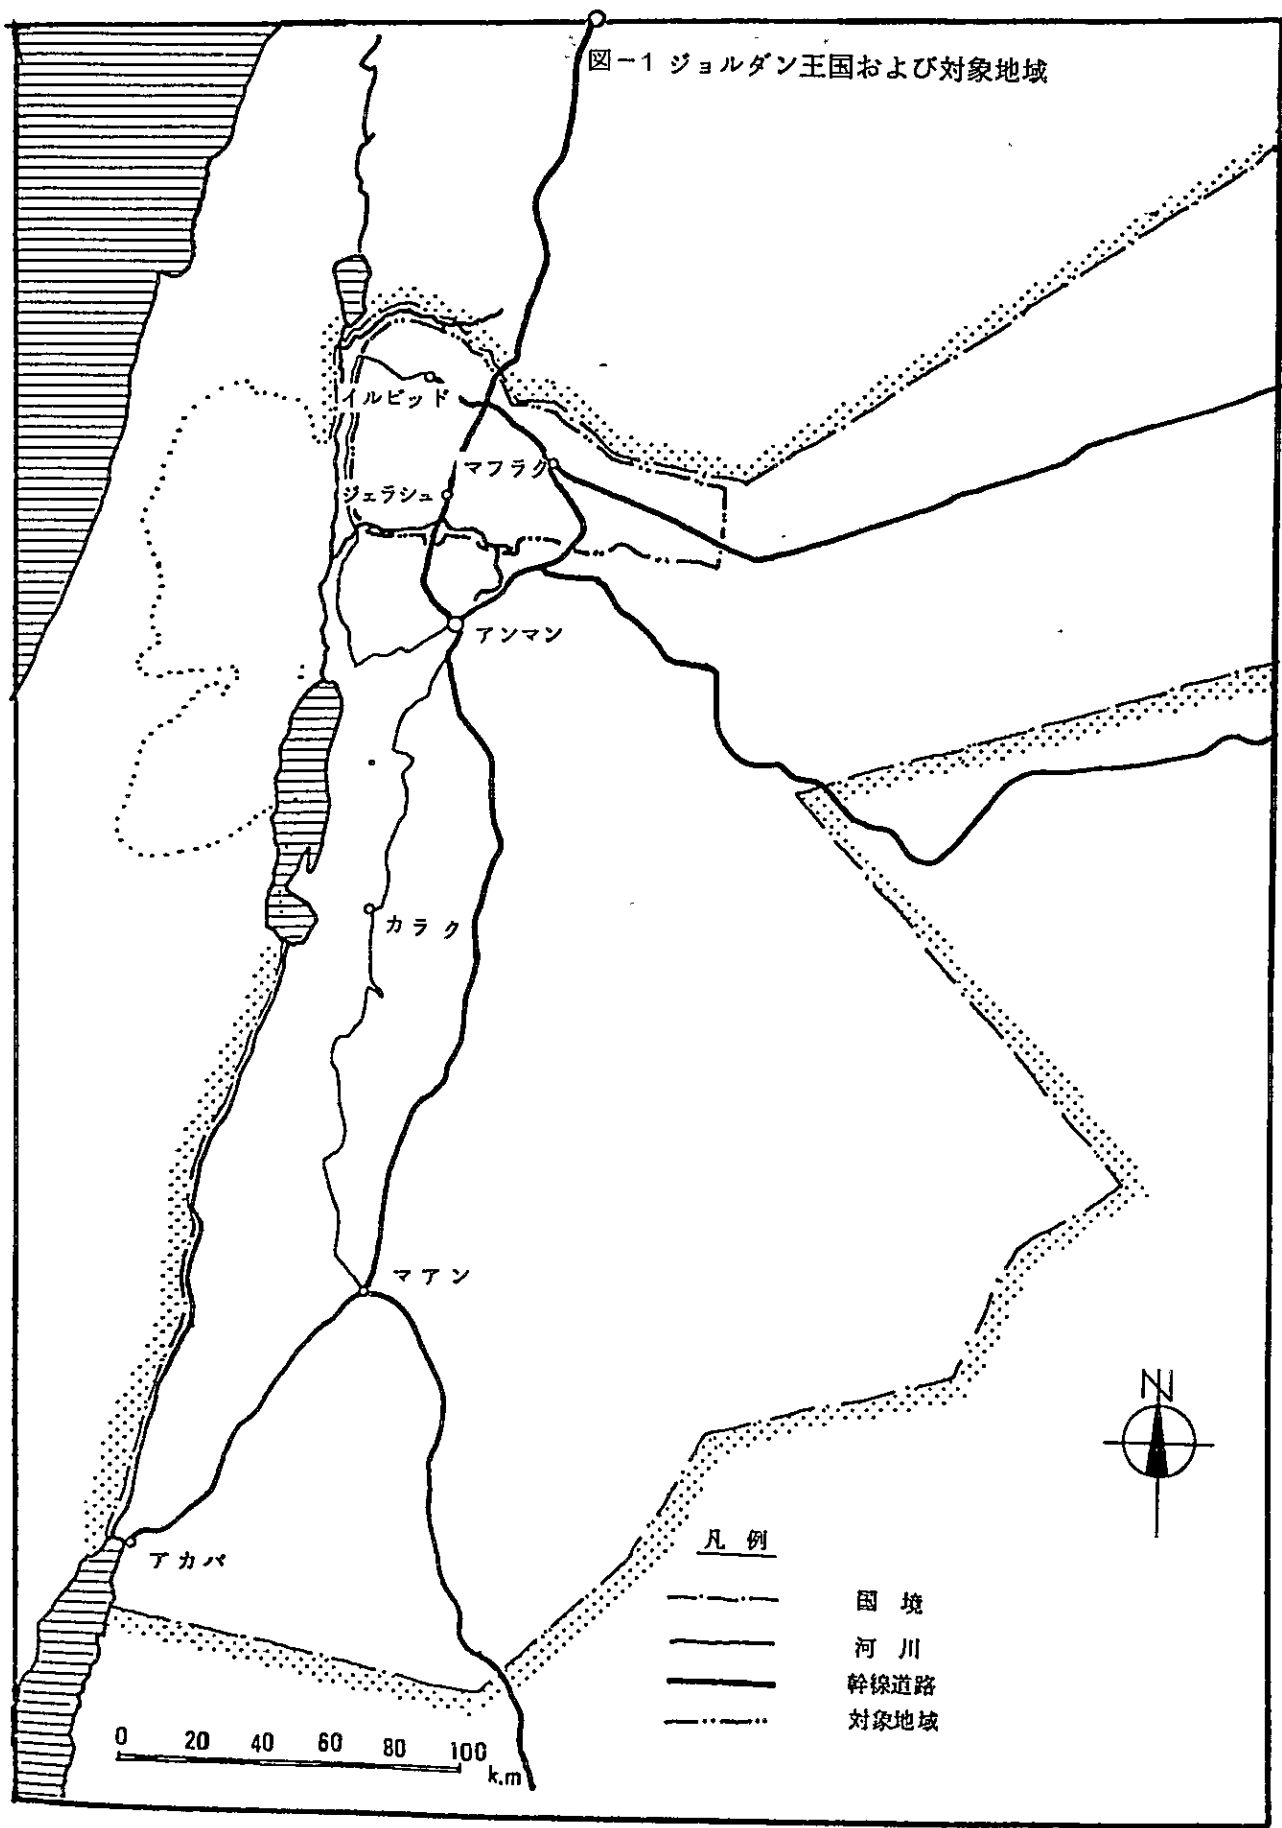 図-1 ジョルダン王国および対象地域
イルビッド
マフラク
ジェラシュ
アンマン
カラク
マアン
アカバ
N
凡例
国境
河川
幹線道路
対象地域
0 20 40 60 80 100
k.m